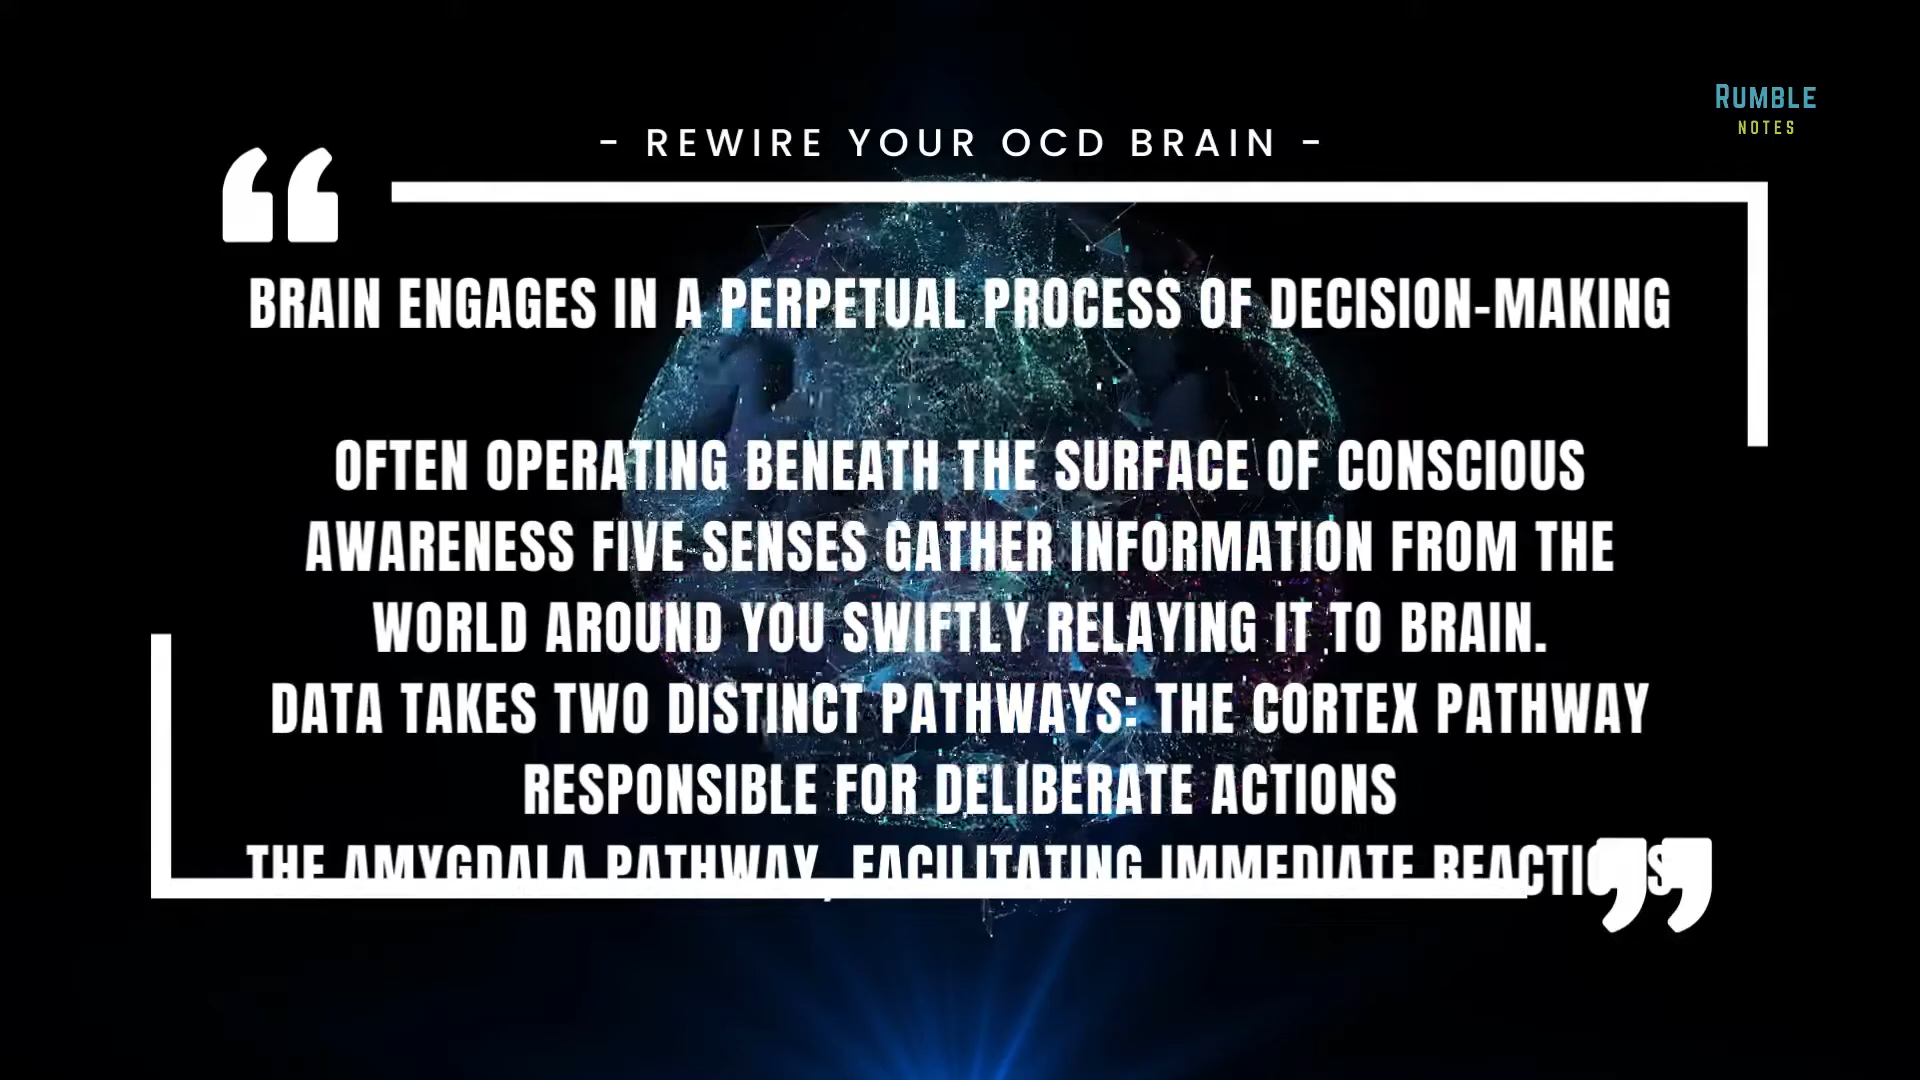 RUMBLE
NOTES
- REWIRE YOUR OCD BRAIN -
BRAIN ENGAGES IN A PERPETUAL PROCESS OF DECISION-MAKING
OFTEN OPERATING BENEATH THE SURFACE OF CONSCIOUS
AWARENESS FIVE SENSES GATHER INFORMATION FROM THE
WORLD AROUND YOU SWIFTLY RELAYING IT TO BRAIN.
DATA TAKES TWO DISTINCT PATHWAYS: THE CORTEX PATHWAY
RESPONSIBLE FOR DELIBERATE ACTIONS
THE AMYGDALA PATHWAY, FACILITATING IMMEDIATE REACTIONS